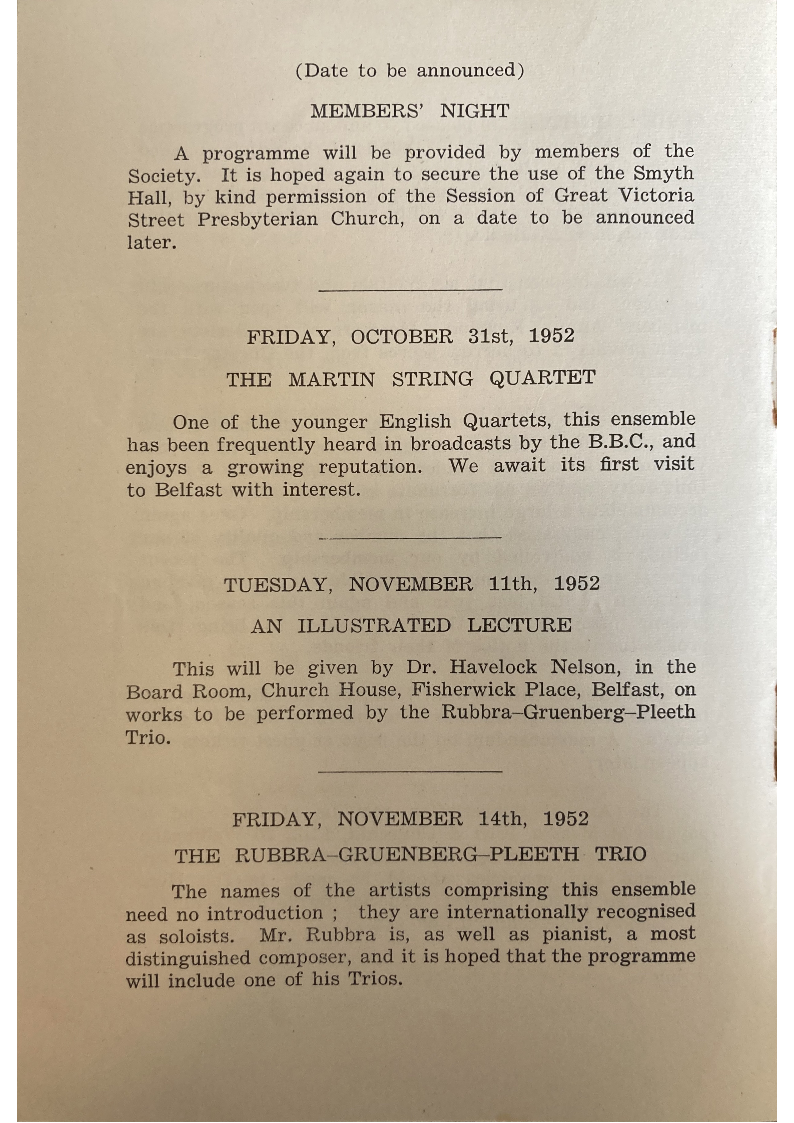 (Date to be announced)
MEMBERS' NIGHT
A programme will be provided by members of the
Society. It is hoped again to secure the use of the Smyth
Hall, by kind permission of the Session of Great Victoria
Street Presbyterian Church, on a date to be announced
later.
FRIDAY, OCTOBER 31st, 1952
THE MARTIN STRING QUARTET
One of the younger English Quartets, this ensemble
has been frequently heard in broadcasts by the B.B.C., and
enjoys a growing reputation. We await its first visit
to Belfast with interest.
TUESDAY, NOVEMBER 11th, 1952
AN ILLUSTRATED LECTURE
This will be given by Dr. Havelock Nelson, in the
Board Room, Church House, Fisherwick Place, Belfast, on
works to be performed by the Rubbra–Gruenberg–Pleeth
Trio.
FRIDAY, NOVEMBER 14th, 1952
THE RUBBRA–GRUENBERG–PLEETH TRIO
The names of the artists comprising this ensemble
need no introduction ; they are internationally recognised
as soloists. Mr. Rubbra is, as well as pianist, a most
distinguished composer, and it is hoped that the programme
will include one of his Trios.